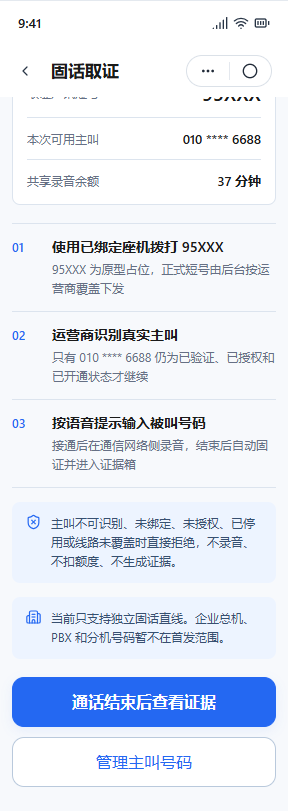 9:41
固话取证
95XXX
本次可用主叫 010 **** 6688
共享录音余额 37 分钟
01 使用已绑定座机拨打 95XXX
95XXX 为原型占位，正式短号由后台按运
营商覆盖下发
02 运营商识别真实主叫
只有 010 **** 6688 仍为已验证、已授权和
已开通状态才继续
03 按语音提示输入被叫号码
接通后在通信网络侧录音，结束后自动固
证并进入证据箱
主叫不可识别、未绑定、未授权、已停
用或线路未覆盖时直接拒绝，不录音、
不扣额度、不生成证据。
当前只支持独立固话直线。企业总机、
PBX 和分机号码暂不在首发范围。
通话结束后查看证据
管理主叫号码